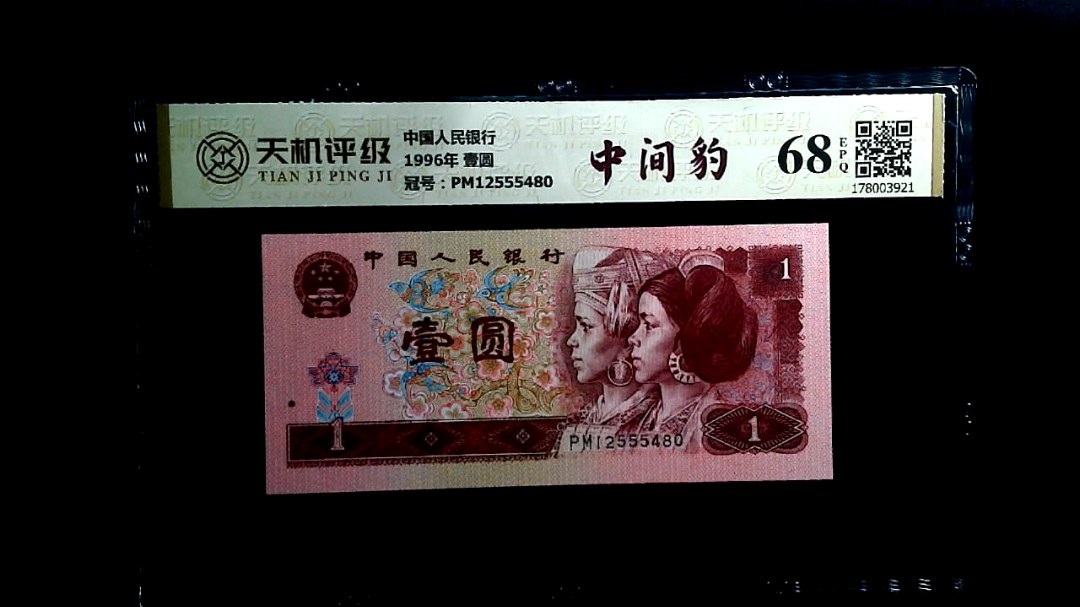 天机评级
TIAN JI PING JI
中国人民银行
1996年 壹圆
冠号：PM12555480
中间豹
68
EPQ
178003921
中国人民银行
1
壹圆
1
PM12555480
1